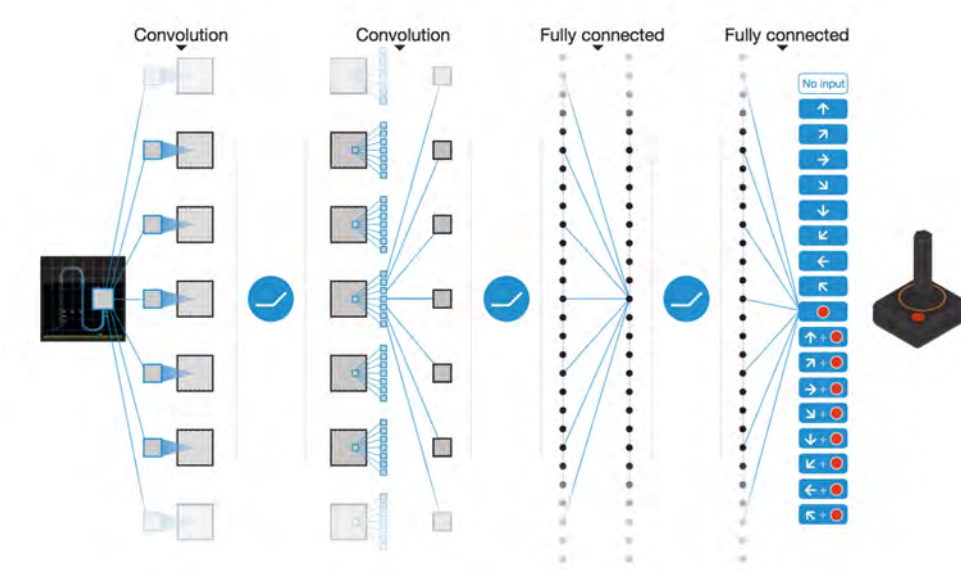 Convolution
Convolution
Fully connected
Fully connected
No input
+
+
+
+
+
+
+
+